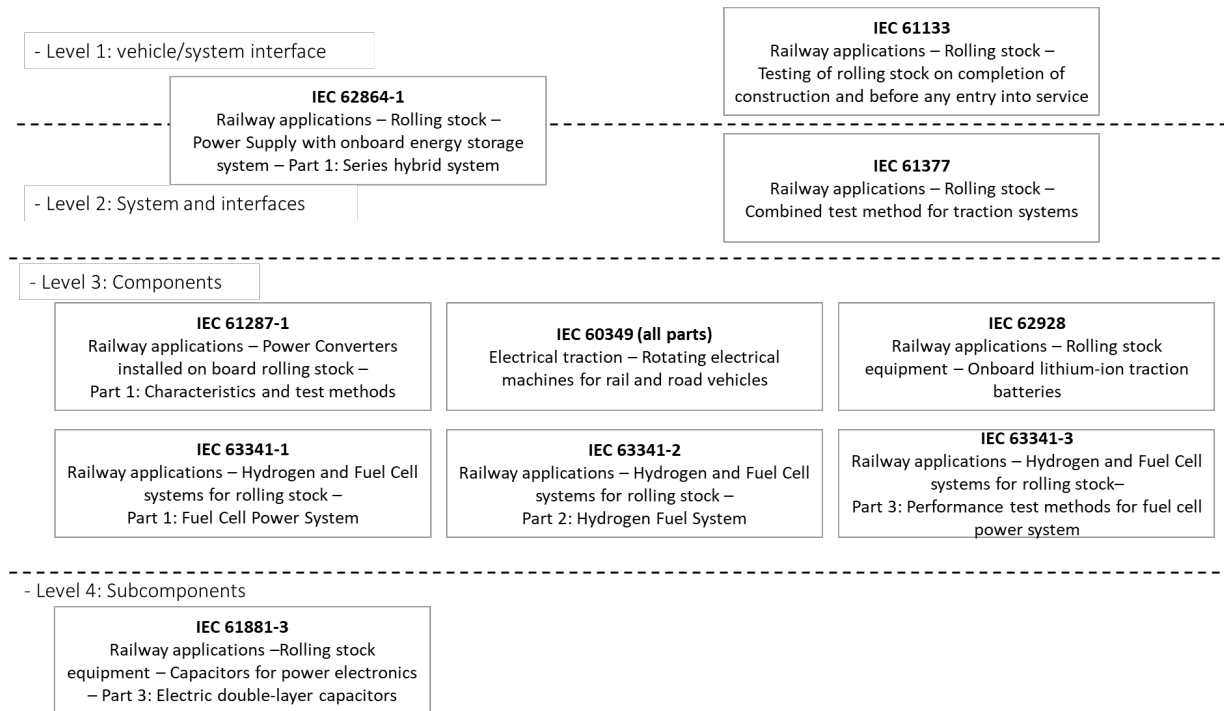 - Level 1: vehicle/system interface
IEC 61133
Railway applications – Rolling stock –
Testing of rolling stock on completion of
construction and before any entry into service
IEC 62864-1
Railway applications – Rolling stock –
Power Supply with onboard energy storage
system – Part 1: Series hybrid system
IEC 61377
Railway applications – Rolling stock –
Combined test method for traction systems
- Level 2: System and interfaces
- Level 3: Components
IEC 61287-1
Railway applications – Power Converters
installed on board rolling stock –
Part 1: Characteristics and test methods
IEC 60349 (all parts)
Electrical traction – Rotating electrical
machines for rail and road vehicles
IEC 62928
Railway applications – Rolling stock
equipment – Onboard lithium-ion traction
batteries
IEC 63341-1
Railway applications – Hydrogen and Fuel Cell
systems for rolling stock –
Part 1: Fuel Cell Power System
IEC 63341-2
Railway applications – Hydrogen and Fuel Cell
systems for rolling stock –
Part 2: Hydrogen Fuel System
IEC 63341-3
Railway applications – Hydrogen and Fuel Cell
systems for rolling stock–
Part 3: Performance test methods for fuel cell
power system
- Level 4: Subcomponents
IEC 61881-3
Railway applications –Rolling stock
equipment – Capacitors for power electronics
– Part 3: Electric double-layer capacitors